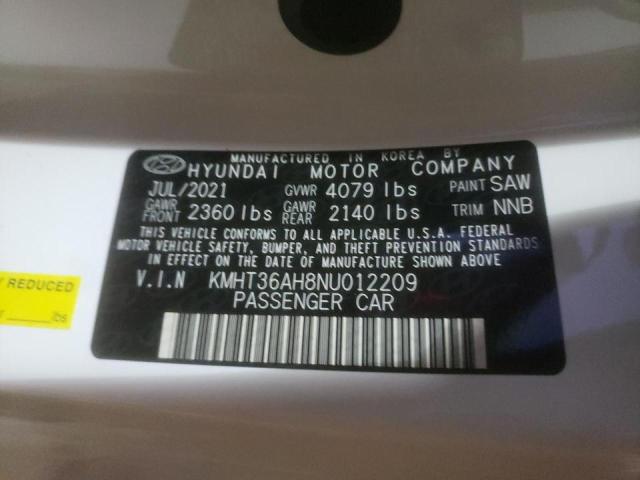 MANUFACTURED IN KOREA BY
HYUNDAI MOTOR COMPANY
JUL/2021 GVWR 4079 lbs PAINT SAW
GAWR FRONT 2360 lbs GAWR REAR 2140 lbs TRIM NNB
THIS VEHICLE CONFORMS TO ALL APPLICABLE U.S.A. FEDERAL
MOTOR VEHICLE SAFETY, BUMPER, AND THEFT PREVENTION STANDARDS
IN EFFECT ON THE DATE OF MANUFACTURE SHOWN ABOVE
V.I.N KMHT36AH8NU012209
PASSENGER CAR
REDUCED
lbs